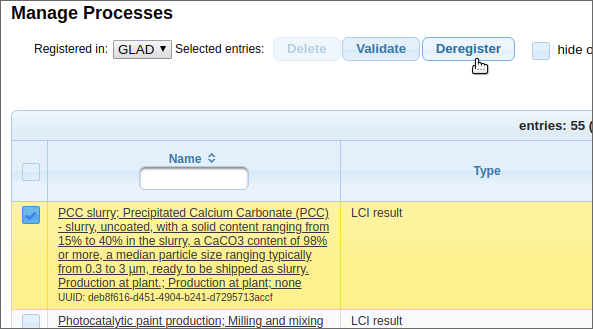 Manage Processes
Registered in: GLAD ▼ Selected entries: Delete Validate Deregister hide o
entries: 55 (
Name Type
PCC slurry; Precipitated Calcium Carbonate (PCC) LCI result
- slurry, uncoated, with a solid content ranging from
15% to 40% in the slurry, a CaCO3 content of 98%
or more, a median particle size ranging typically
from 0.3 to 3 µm, ready to be shipped as slurry.
Production at plant.; Production at plant; none
UUID: deb8f616-d451-4904-b241-d7295713accf
Photocatalytic paint production; Milling and mixing LCI result